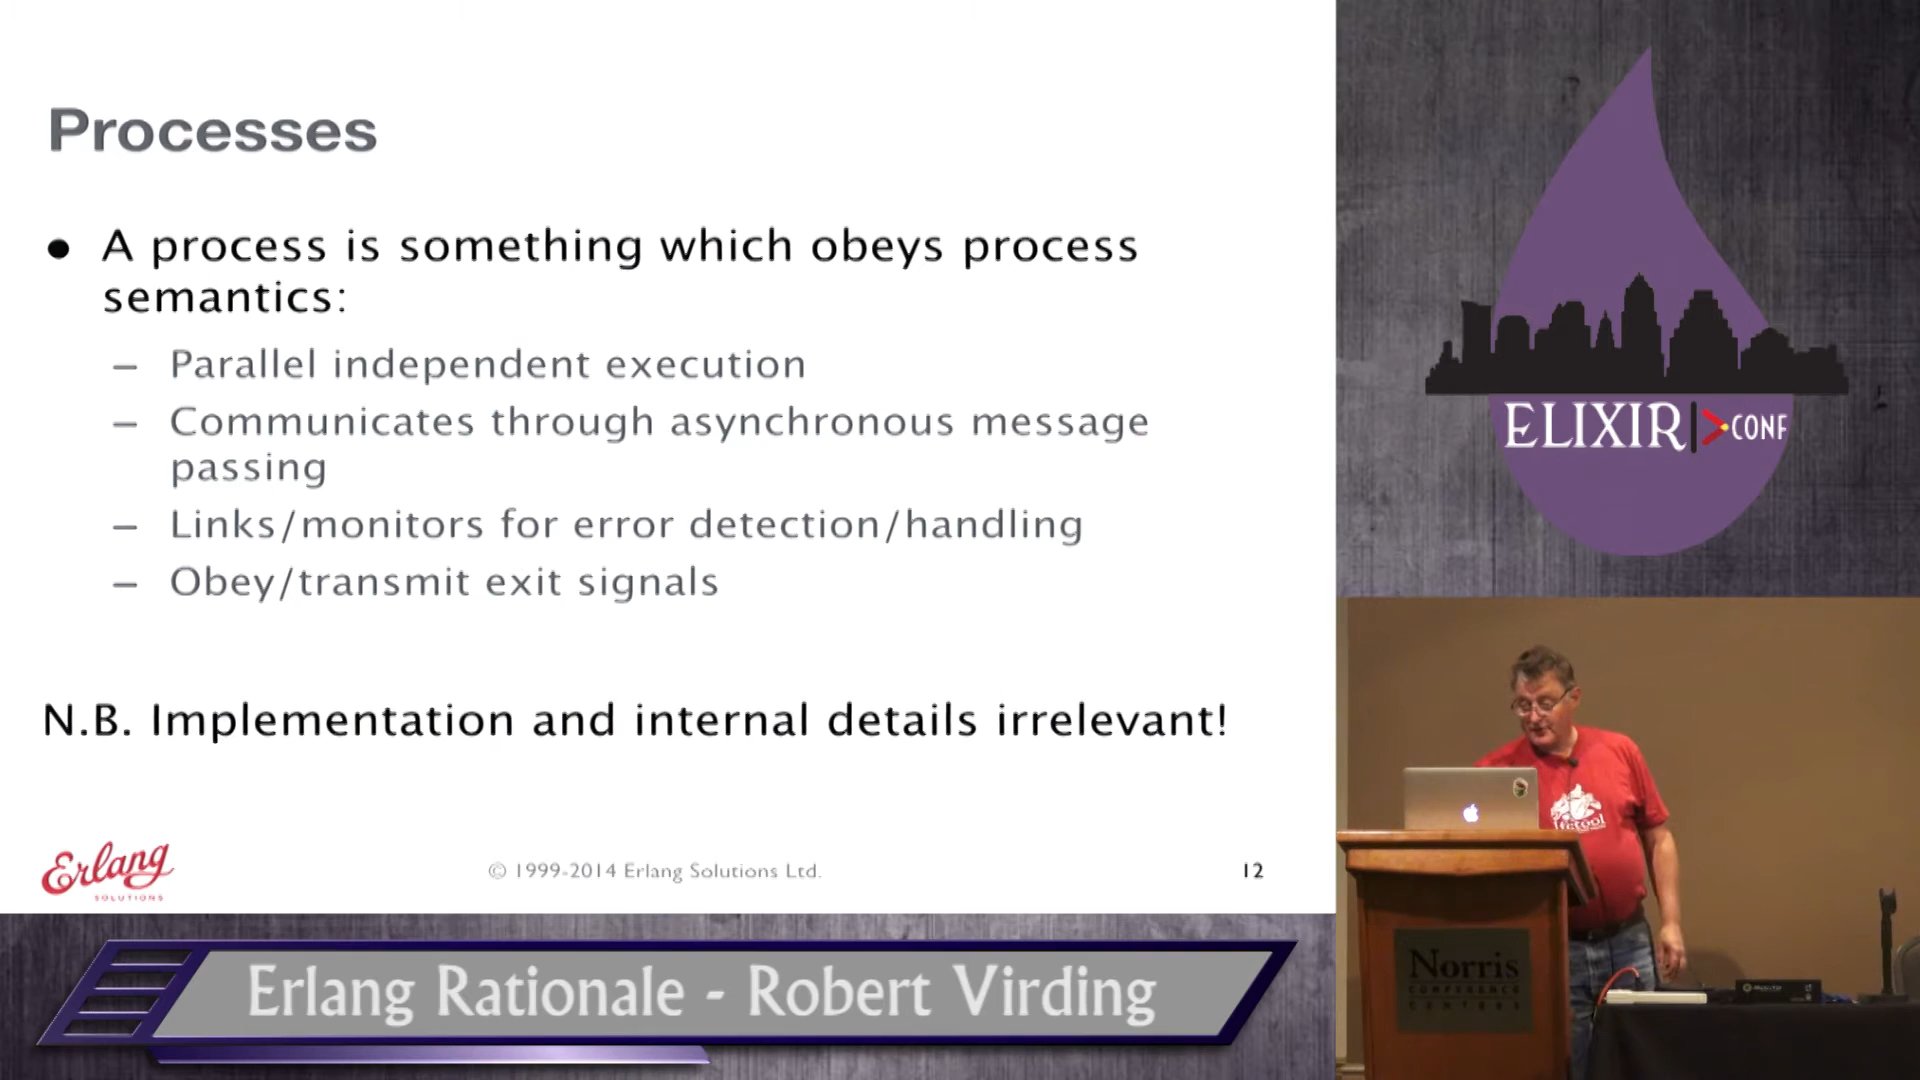 Processes
● A process is something which obeys process
semantics:
– Parallel independent execution
– Communicates through asynchronous message
passing
– Links/monitors for error detection/handling
– Obey/transmit exit signals
N.B. Implementation and internal details irrelevant!
Erlang
SOLUTIONS
© 1999-2014 Erlang Solutions Ltd.
12
Erlang Rationale - Robert Virding
ELIXIR|>CONF
Norris
CONFERENCE
CENTERS